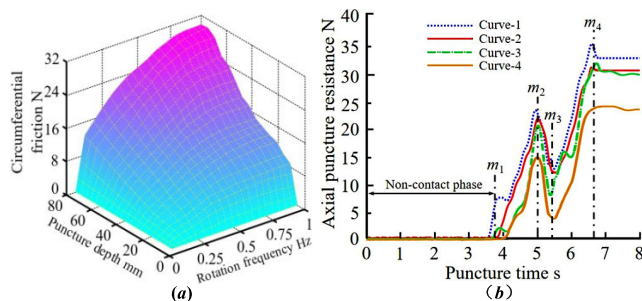 32
24
16
8
0
Circumferential
friction N
80
60
40
20
0
Puncture depth mm
0
0.25
0.5
0.75
1
Rotation frequency Hz
(a)
Axial puncture resistance N
40
35
30
25
20
15
10
5
0
Curve-1
Curve-2
Curve-3
Curve-4
m4
m2
m3
m1
Non-contact phase
0 1 2 3 4 5 6 7 8
Puncture time s
(b)